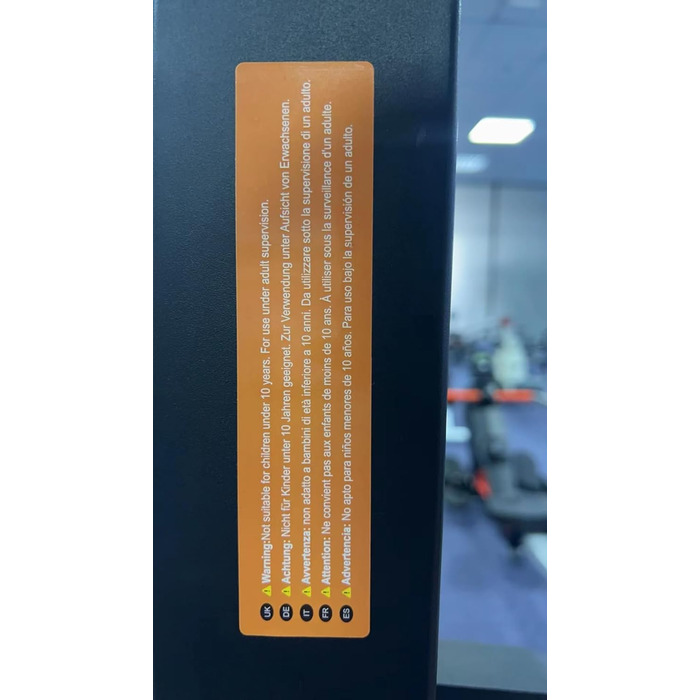 UK Warning:Not suitable for children under 10 years. For use under adult supervision.
DE Achtung: Nicht für Kinder unter 10 Jahren geeignet. Zur Verwendung unter Aufsicht von Erwachsenen.
IT Avvertenza: non adatto a bambini di età inferiore a 10 anni. Da utilizzare sotto la supervisione di un adulto.
FR Attention: Ne convient pas aux enfants de moins de 10 ans. À utiliser sous la surveillance d'un adulte.
ES Advertencia: No apto para niños menores de 10 años. Para uso bajo la supervisión de un adulto.